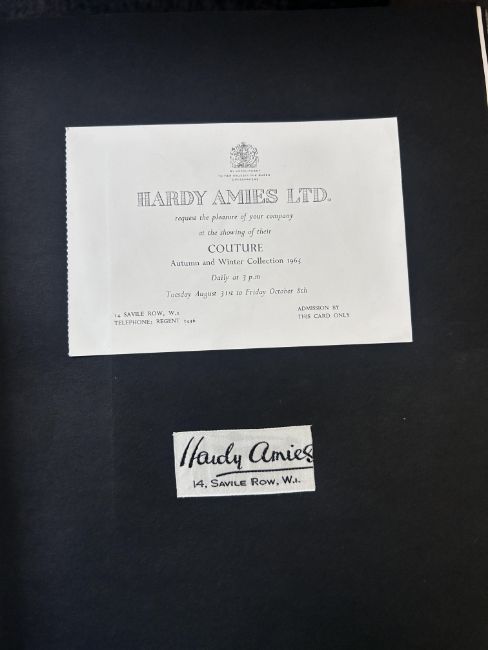 BY APPOINTMENT
HARDY AMIES LTD.
request the pleasure of your company
at the showing of their
COUTURE
Autumn and Winter Collection 1965
Daily at 3 p.m
Tuesday August 31st to Friday October 8th
14 SAVILE ROW, W.1
TELEPHONE: REGENT
ADMISSION BY
THIS CARD ONLY
Hardy Amies
14, SAVILE ROW, W.1.